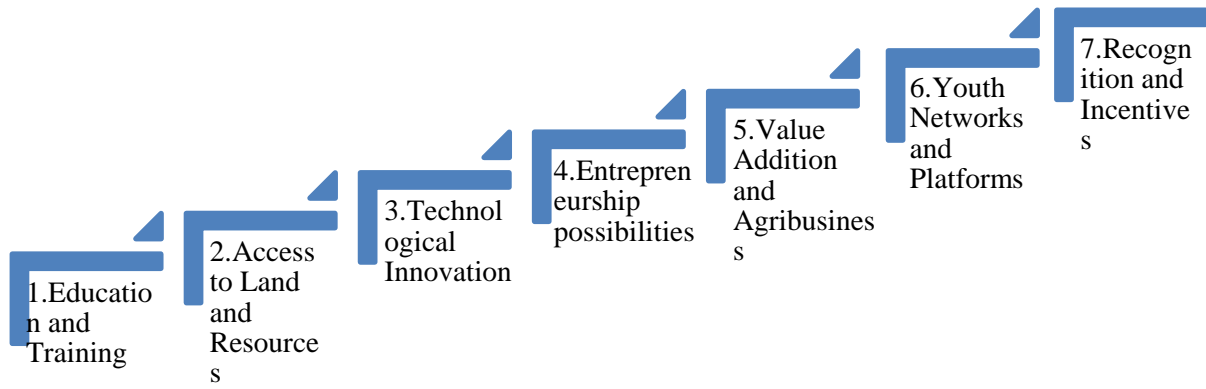 1.Educatio
n and
Training
2.Access
to Land
and
Resource
s
3.Technol
ogical
Innovation
4.Entrepren
eurship
possibilities
5.Value
Addition
and
Agribusines
s
6.Youth
Networks
and
Platforms
7.Recogn
ition and
Incentive
s